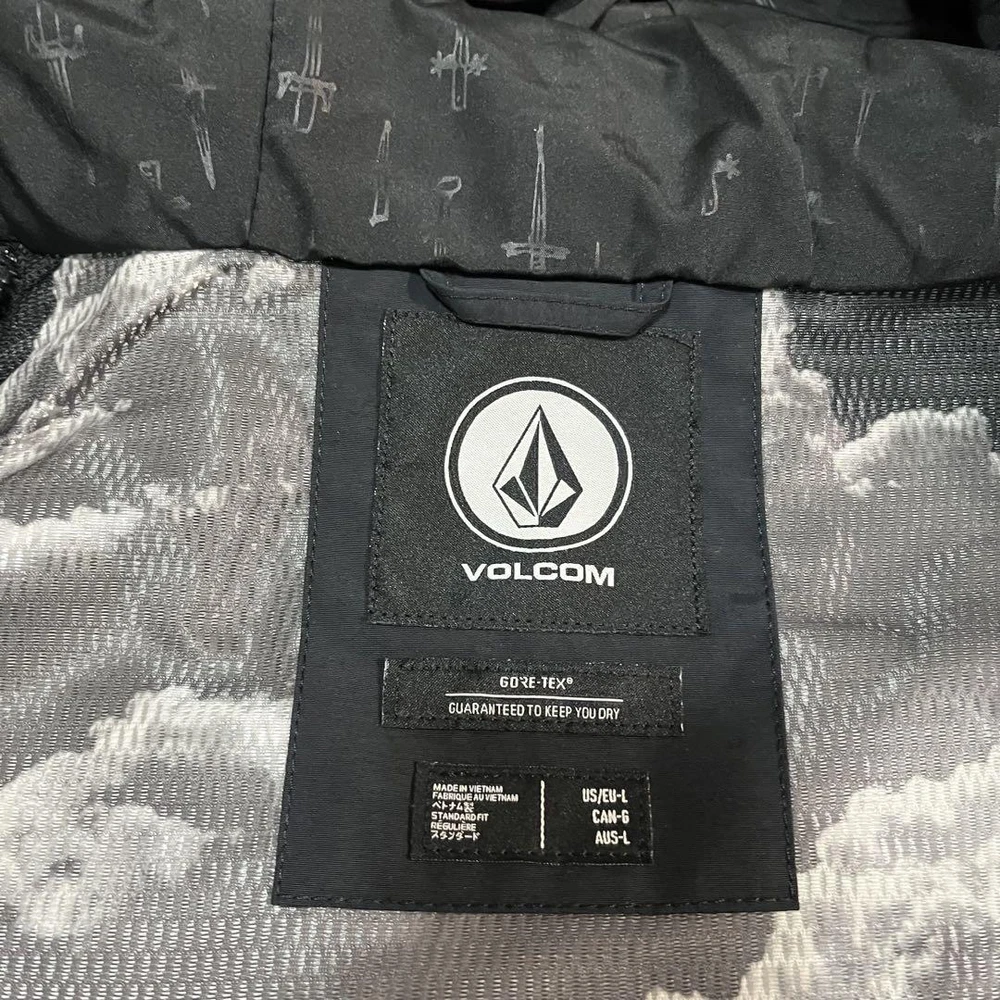 VOLCOM
GORE-TEX®
GUARANTEED TO KEEP YOU DRY
MADE IN VIETNAM
FABRIQUE AU VIETNAM
ベトナム製
STANDARD FIT
RÉGULIÈRE
スタンダード
US/EU-L
CAN-G
AUS-L